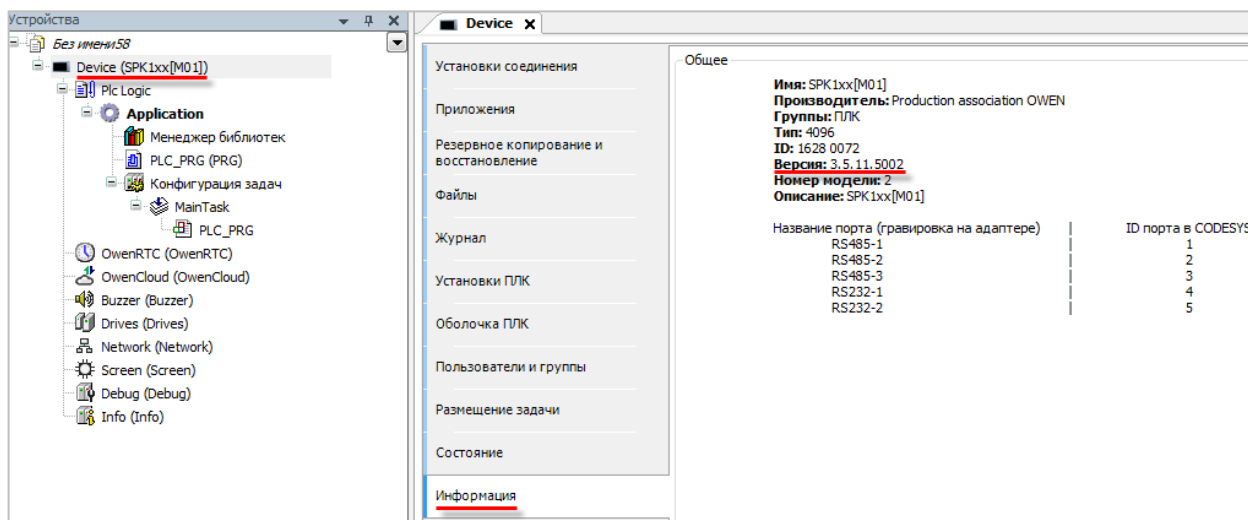 Устройства
Без имени58
Device (SPK1xx[M01])
Plc Logic
Application
Менеджер библиотек
PLC_PRG (PRG)
Конфигурация задач
MainTask
PLC_PRG
OwenRTC (OwenRTC)
OwenCloud (OwenCloud)
Buzzer (Buzzer)
Drives (Drives)
Network (Network)
Screen (Screen)
Debug (Debug)
Info (Info)
Device
Установки соединения
Приложения
Резервное копирование и
восстановление
Файлы
Журнал
Установки ПЛК
Оболочка ПЛК
Пользователи и группы
Размещение задачи
Состояние
Информация
Общее
Имя: SPK1xx[M01]
Производитель: Production association OWEN
Группы: ПЛК
Тип: 4096
ID: 1628 0072
Версия: 3.5.11.5002
Номер модели: 2
Описание: SPK1xx[M01]
Название порта (гравировка на адаптере) | ID порта в CODESYS
RS485-1 | 1
RS485-2 | 2
RS485-3 | 3
RS232-1 | 4
RS232-2 | 5